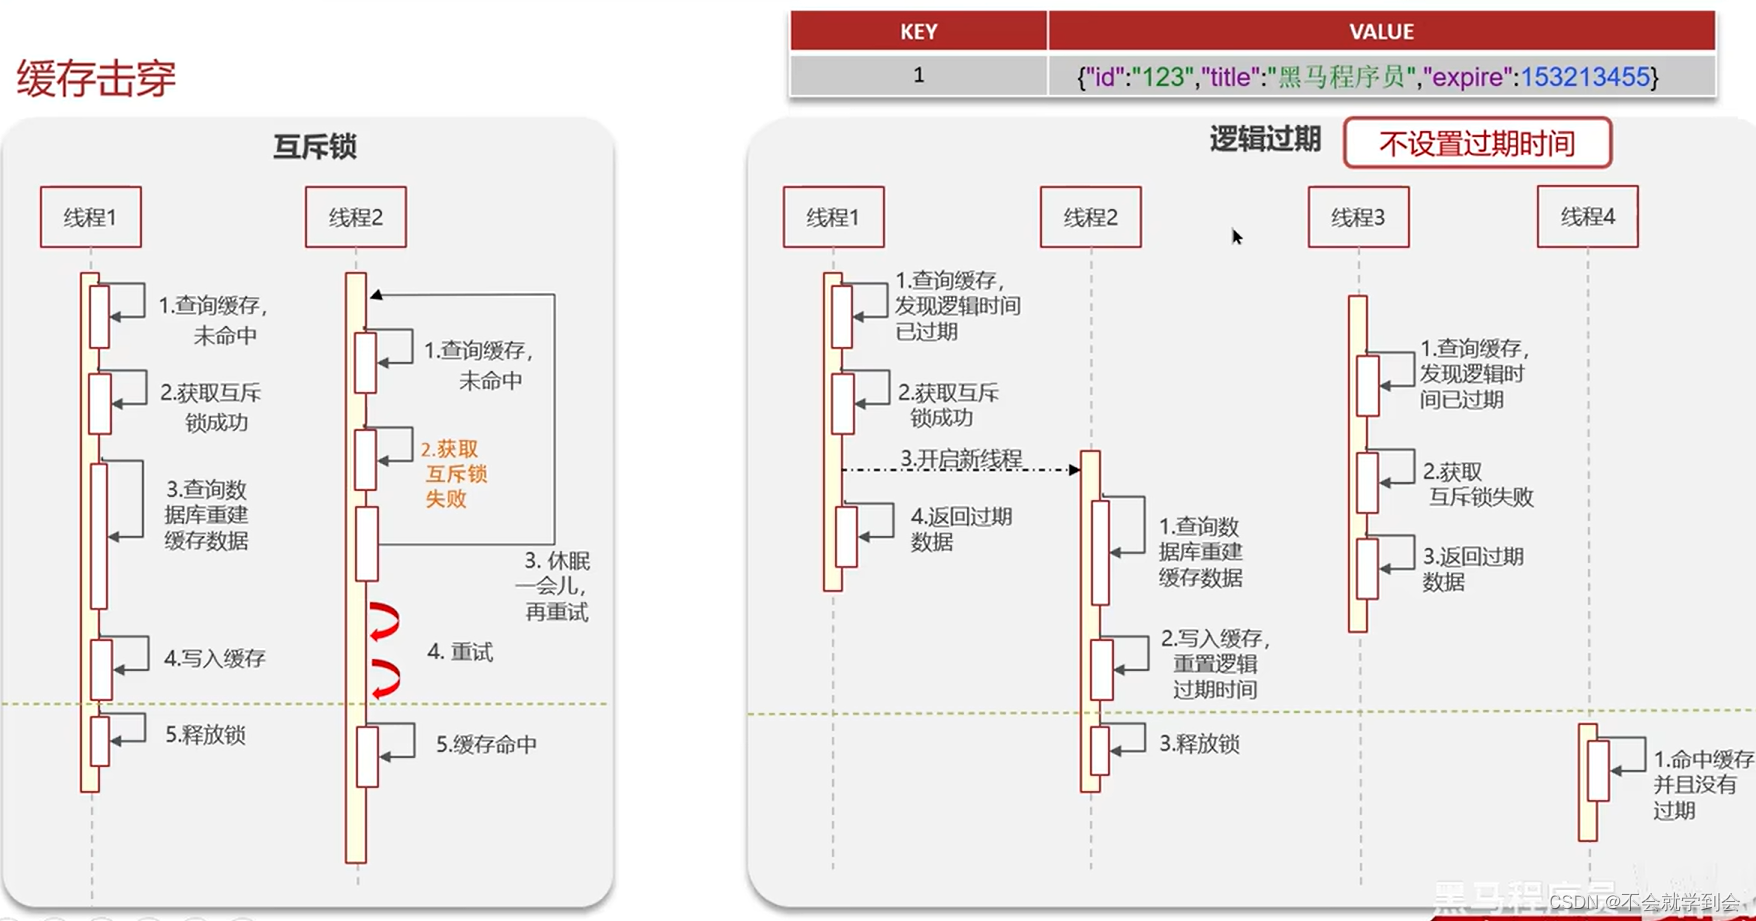 缓存击穿
KEY
VALUE
1
{"id":"123","title":"黑马程序员","expire":153213455}
互斥锁
线程1
线程2
1.查询缓存，
未命中
2.获取互斥
锁成功
3.查询数
据库重建
缓存数据
4.写入缓存
5.释放锁
1.查询缓存，
未命中
2.获取
互斥锁
失败
3. 休眠
一会儿，
再重试
4. 重试
5.缓存命中
逻辑过期
不设置过期时间
线程1
线程2
线程3
线程4
1.查询缓存，
发现逻辑时间
已过期
2.获取互斥
锁成功
3.开启新线程
4.返回过期
数据
1.查询数
据库重建
缓存数据
2.写入缓存，
重置逻辑
过期时间
3.释放锁
1.查询缓存，
发现逻辑时
间已过期
2.获取
互斥锁失败
3.返回过期
数据
1.命中缓存
并且没有
过期
黑马程序员
CSDN @不会就学到会